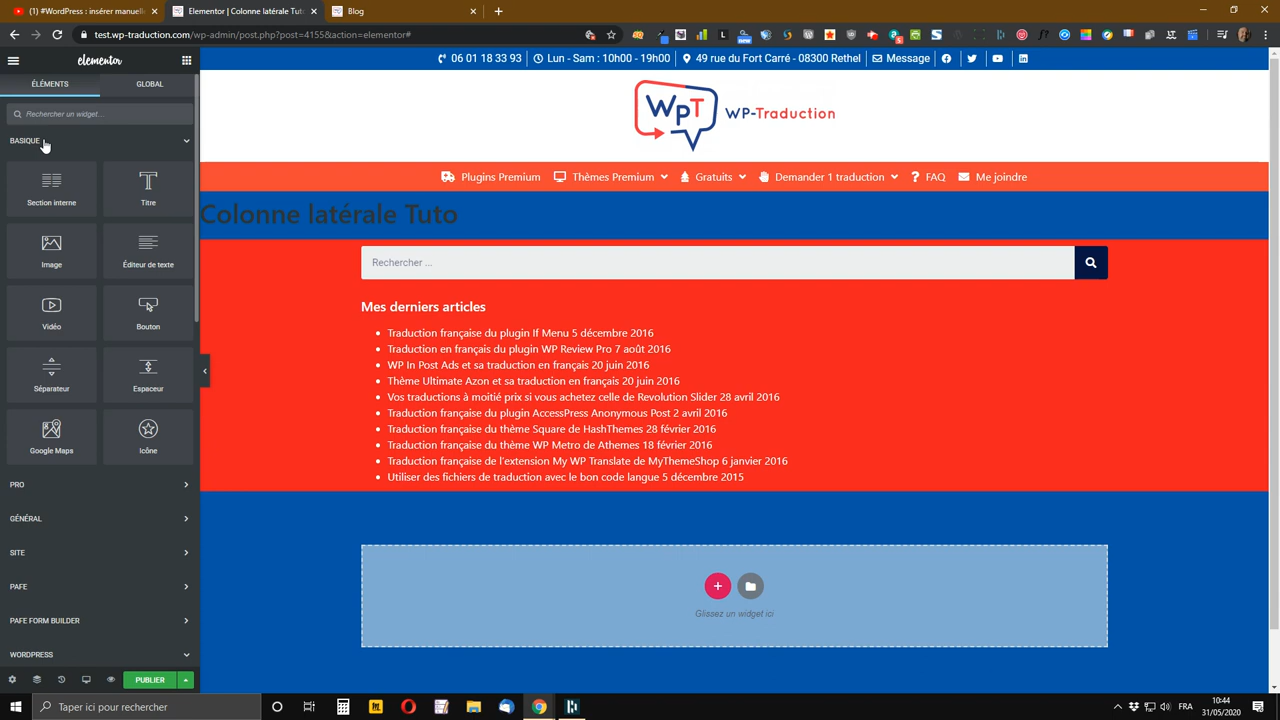 (1) #WordPress
Elementor | Colonne latérale Tuto
Blog
test.wp-traduction.com/wp-admin/post.php?post=4155&action=elementor#
elementor
06 01 18 33 93
Lun - Sam : 10h00 - 19h00
49 rue du Fort Carré - 08300 Rethel
Message
ÉLÉMENTS
GLOBAL
Rechercher un widget...
WPT WP-Traduction
BASIQUE
Plugins Premium
Thèmes Premium
Gratuits
Demander 1 traduction
FAQ
Me joindre
Section interne
Titre
Colonne latérale Tuto
Image
Éditeur de texte
Rechercher ...
Mes derniers articles
Vidéo
Bouton
Traduction française du plugin If Menu 5 décembre 2016
Traduction en français du plugin WP Review Pro 7 août 2016
WP In Post Ads et sa traduction en français 20 juin 2016
Thème Ultimate Azon et sa traduction en français 20 juin 2016
Vos traductions à moitié prix si vous achetez celle de Revolution Slider 28 avril 2016
Traduction française du plugin AccessPress Anonymous Post 2 avril 2016
Traduction française du thème Square de HashThemes 28 février 2016
Traduction française du thème WP Metro de Athemes 18 février 2016
Traduction française de l'extension My WP Translate de MyThemeShop 6 janvier 2016
Utiliser des fichiers de traduction avec le bon code langue 5 décembre 2015
Séparateur
Espaceur
Google Maps
Icône
PRO
GÉNÉRAL
SITE
PAFE
PREMIUM ADDONS FOR
GENERAL BUILDER
WORDPRESS
Glissez un widget ici
PUBLIER
Taper ici pour rechercher
FRA
10:44
31/05/2020